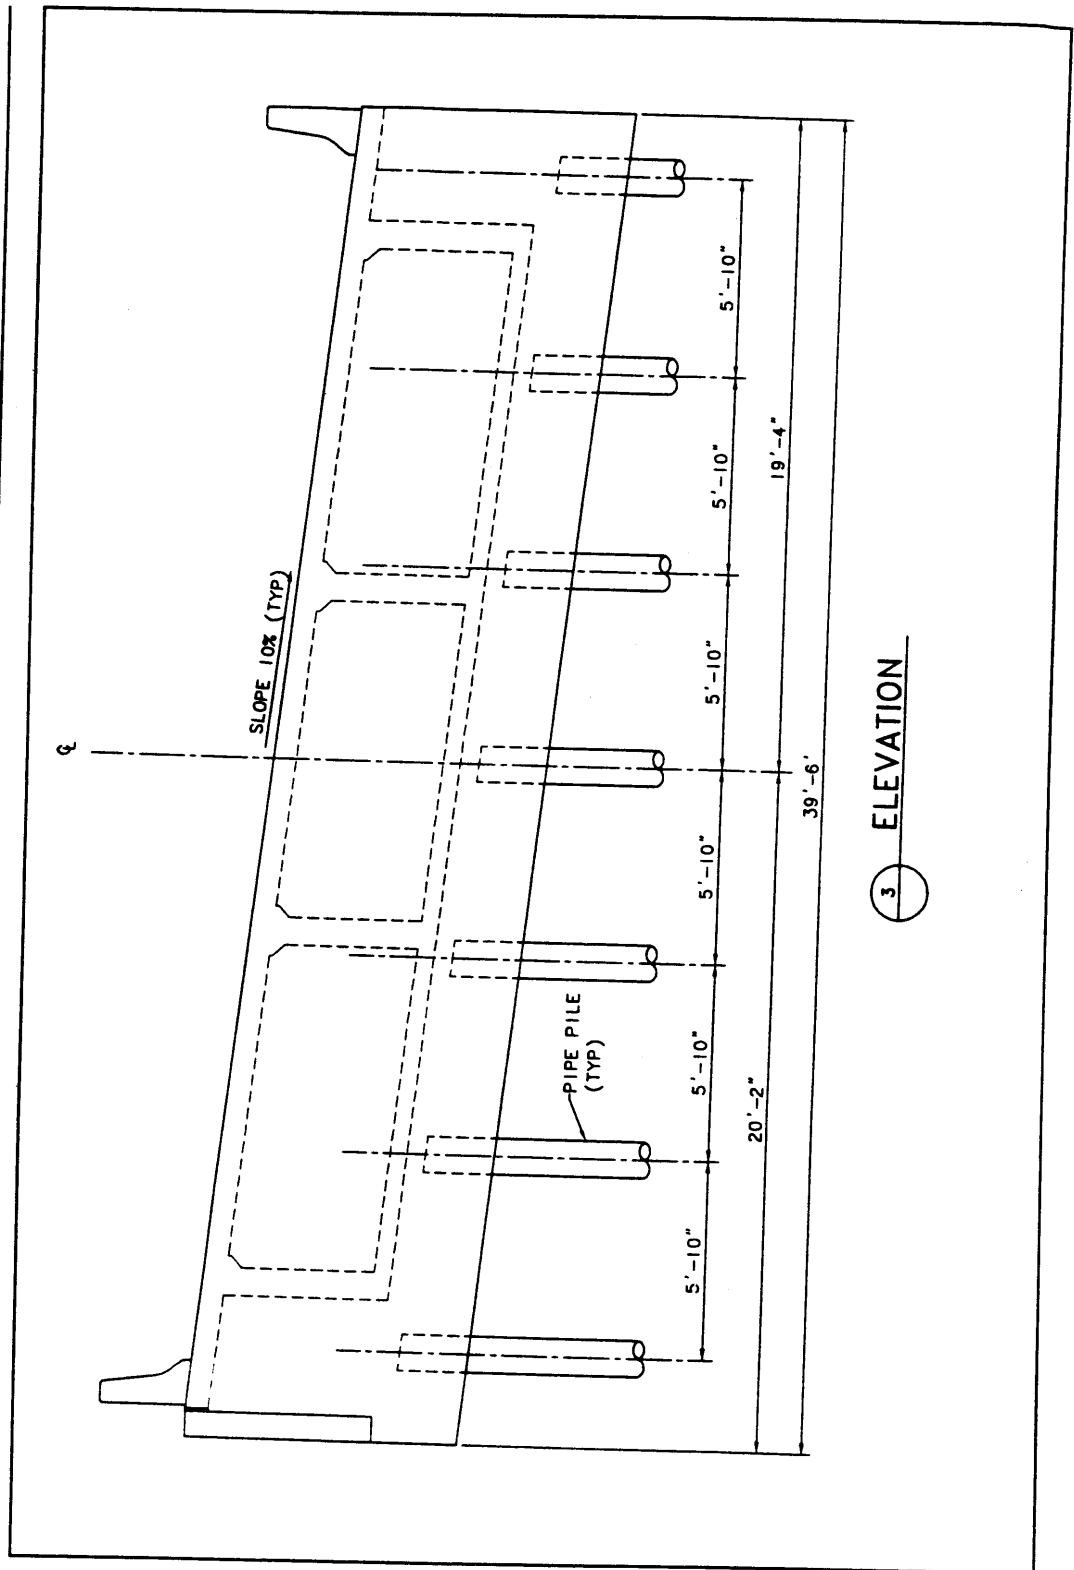 ℄
SLOPE 10% (TYP)
PIPE PILE
(TYP)
5'-10"
5'-10"
5'-10"
5'-10"
5'-10"
5'-10"
20'-2"
19'-4"
39'-6'
3 ELEVATION